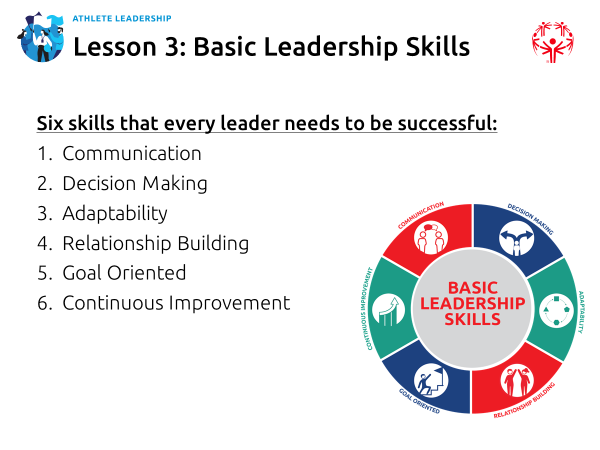 ATHLETE LEADERSHIP
Lesson 3: Basic Leadership Skills
Six skills that every leader needs to be successful:
1. Communication
2. Decision Making
3. Adaptability
4. Relationship Building
5. Goal Oriented
6. Continuous Improvement
COMMUNICATION
DECISION MAKING
CONTINUOUS IMPROVEMENT
BASIC
LEADERSHIP
SKILLS
ADAPTABILITY
GOAL ORIENTED
RELATIONSHIP BUILDING